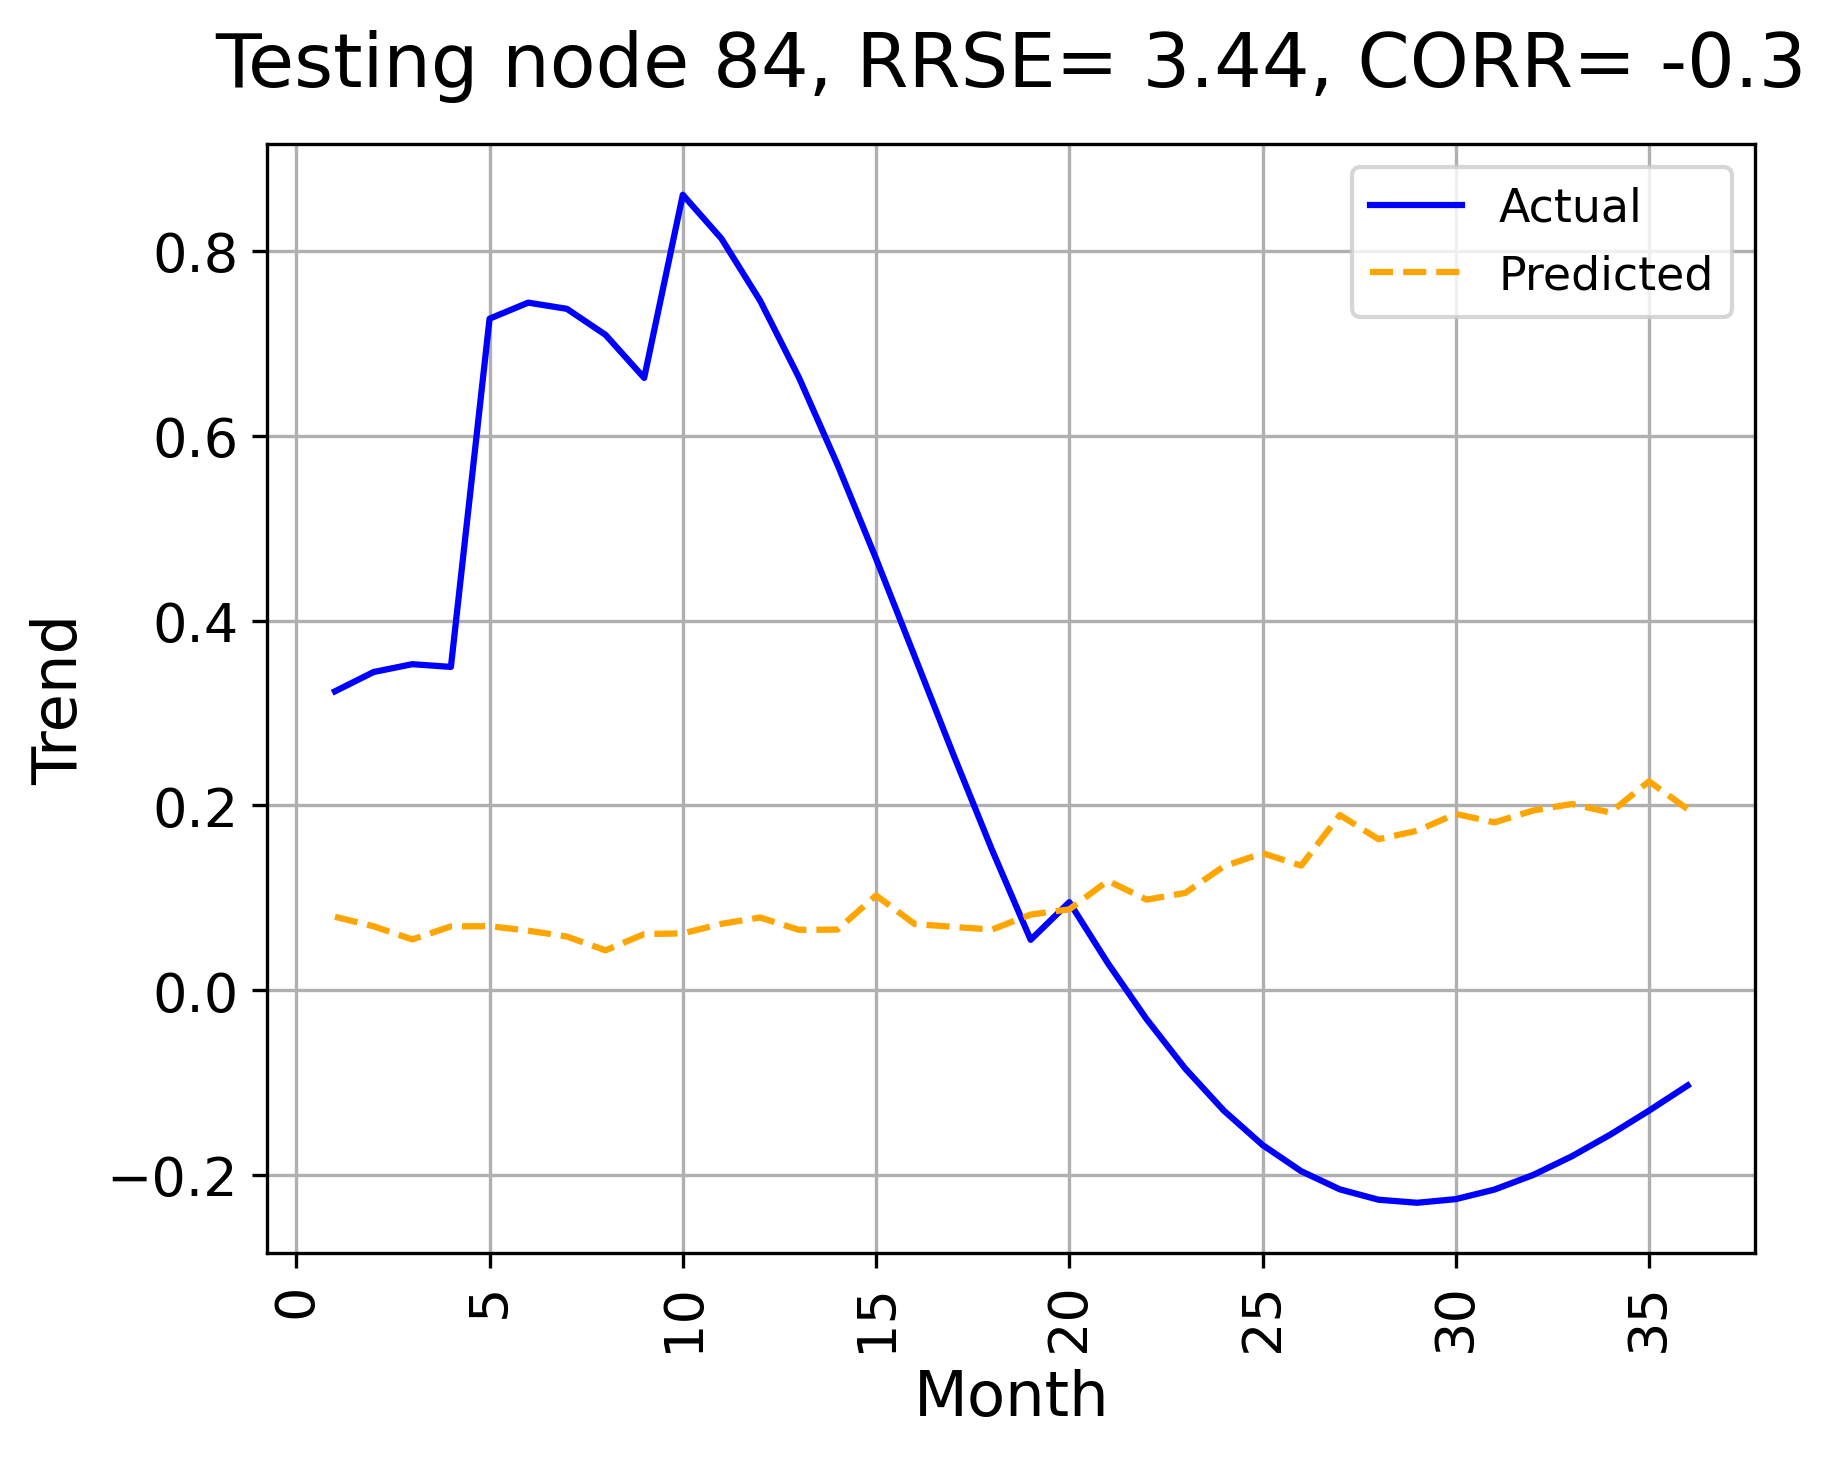 Testing node 84, RRSE= 3.44, CORR= -0.3
Actual
Predicted
Trend
0.8
0.6
0.4
0.2
0.0
−0.2
0
5
10
15
20
25
30
35
Month